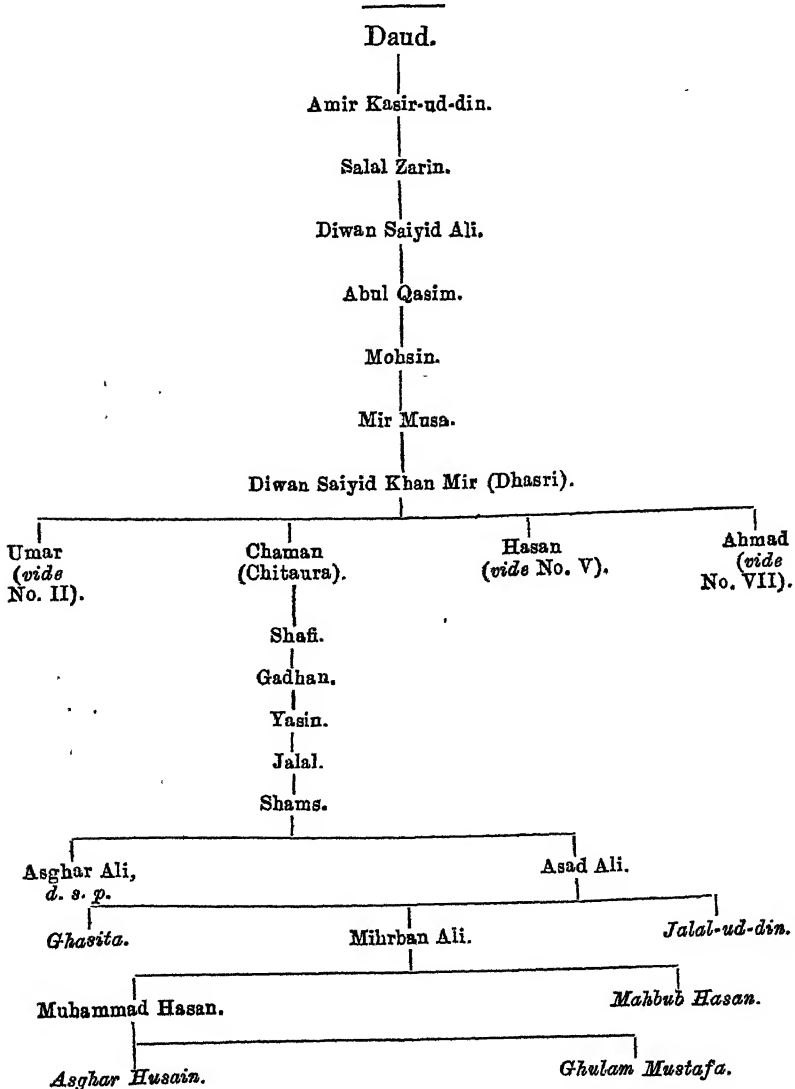 Daud.
Amir Kasir-ud-din.
Salal Zarin.
Diwan Saiyid Ali.
Abul Qasim.
Mohsin.
Mir Musa.
Diwan Saiyid Khan Mir (Dhasri).
Umar
(vide
No. II).
Chaman
(Chitaura).
Hasan
(vide No. V).
Ahmad
(vide
No. VII).
Shafi.
Gadhan.
Yasin.
Jalal.
Shams.
Asghar Ali,
d. s. p.
Asad Ali.
Ghasita.
Mihrban Ali.
Jalal-ud-din.
Muhammad Hasan.
Mahbub Hasan.
Asghar Husain.
Ghulam Mustafa.